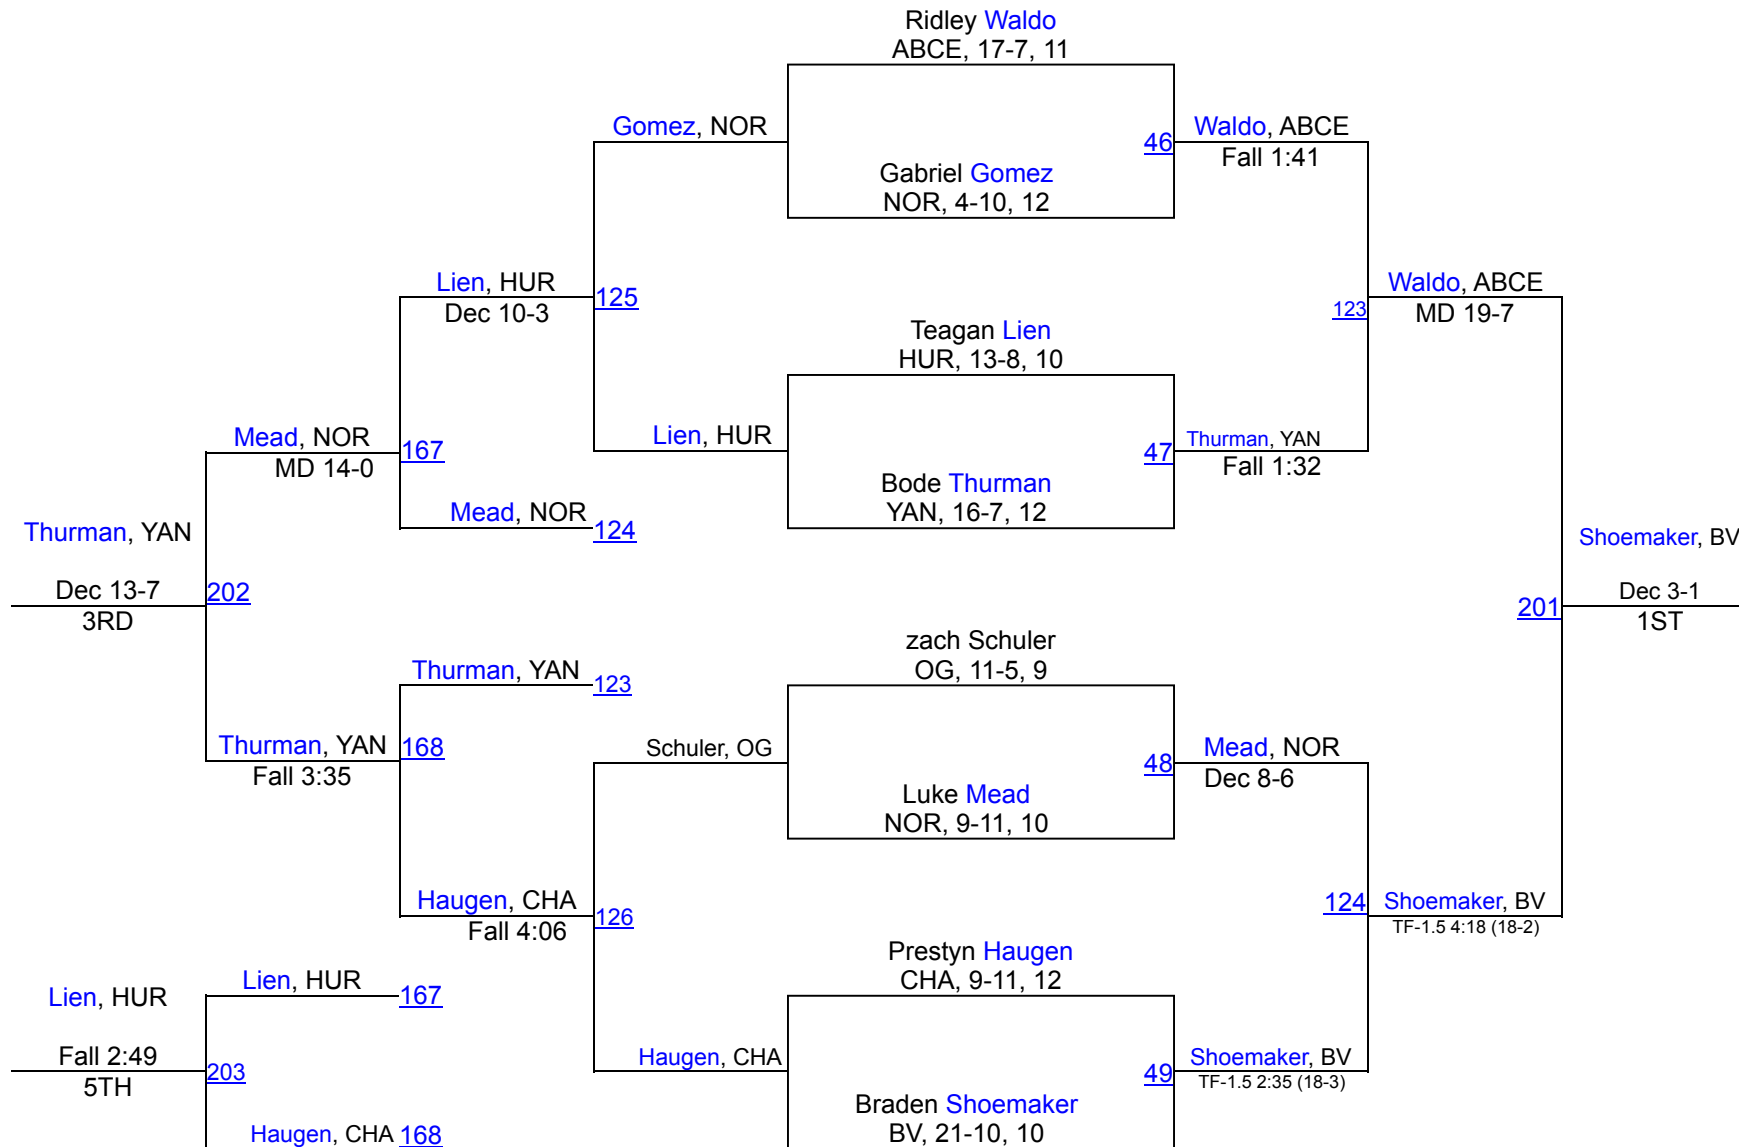 Ridley Waldo
ABCE, 17-7, 11
Gomez, NOR
46
Waldo, ABCE
Fall 1:41
Gabriel Gomez
NOR, 4-10, 12
Lien, HUR
125
Dec 10-3
Waldo, ABCE
123
MD 19-7
Teagan Lien
HUR, 13-8, 10
Mead, NOR
167
MD 14-0
Lien, HUR
47
Thurman, YAN
Fall 1:32
Bode Thurman
YAN, 16-7, 12
Mead, NOR
124
Thurman, YAN
Dec 13-7
202
3RD
Shoemaker, BV
201
Dec 3-1
1ST
zach Schuler
OG, 11-5, 9
Thurman, YAN
123
Thurman, YAN
168
Fall 3:35
Schuler, OG
48
Mead, NOR
Dec 8-6
Luke Mead
NOR, 9-11, 10
Haugen, CHA
126
Fall 4:06
124
Shoemaker, BV
TF-1.5 4:18 (18-2)
Prestyn Haugen
CHA, 9-11, 12
Lien, HUR
Lien, HUR
167
Fall 2:49
203
5TH
Haugen, CHA
49
Shoemaker, BV
TF-1.5 2:35 (18-3)
Braden Shoemaker
BV, 21-10, 10
Haugen, CHA
168